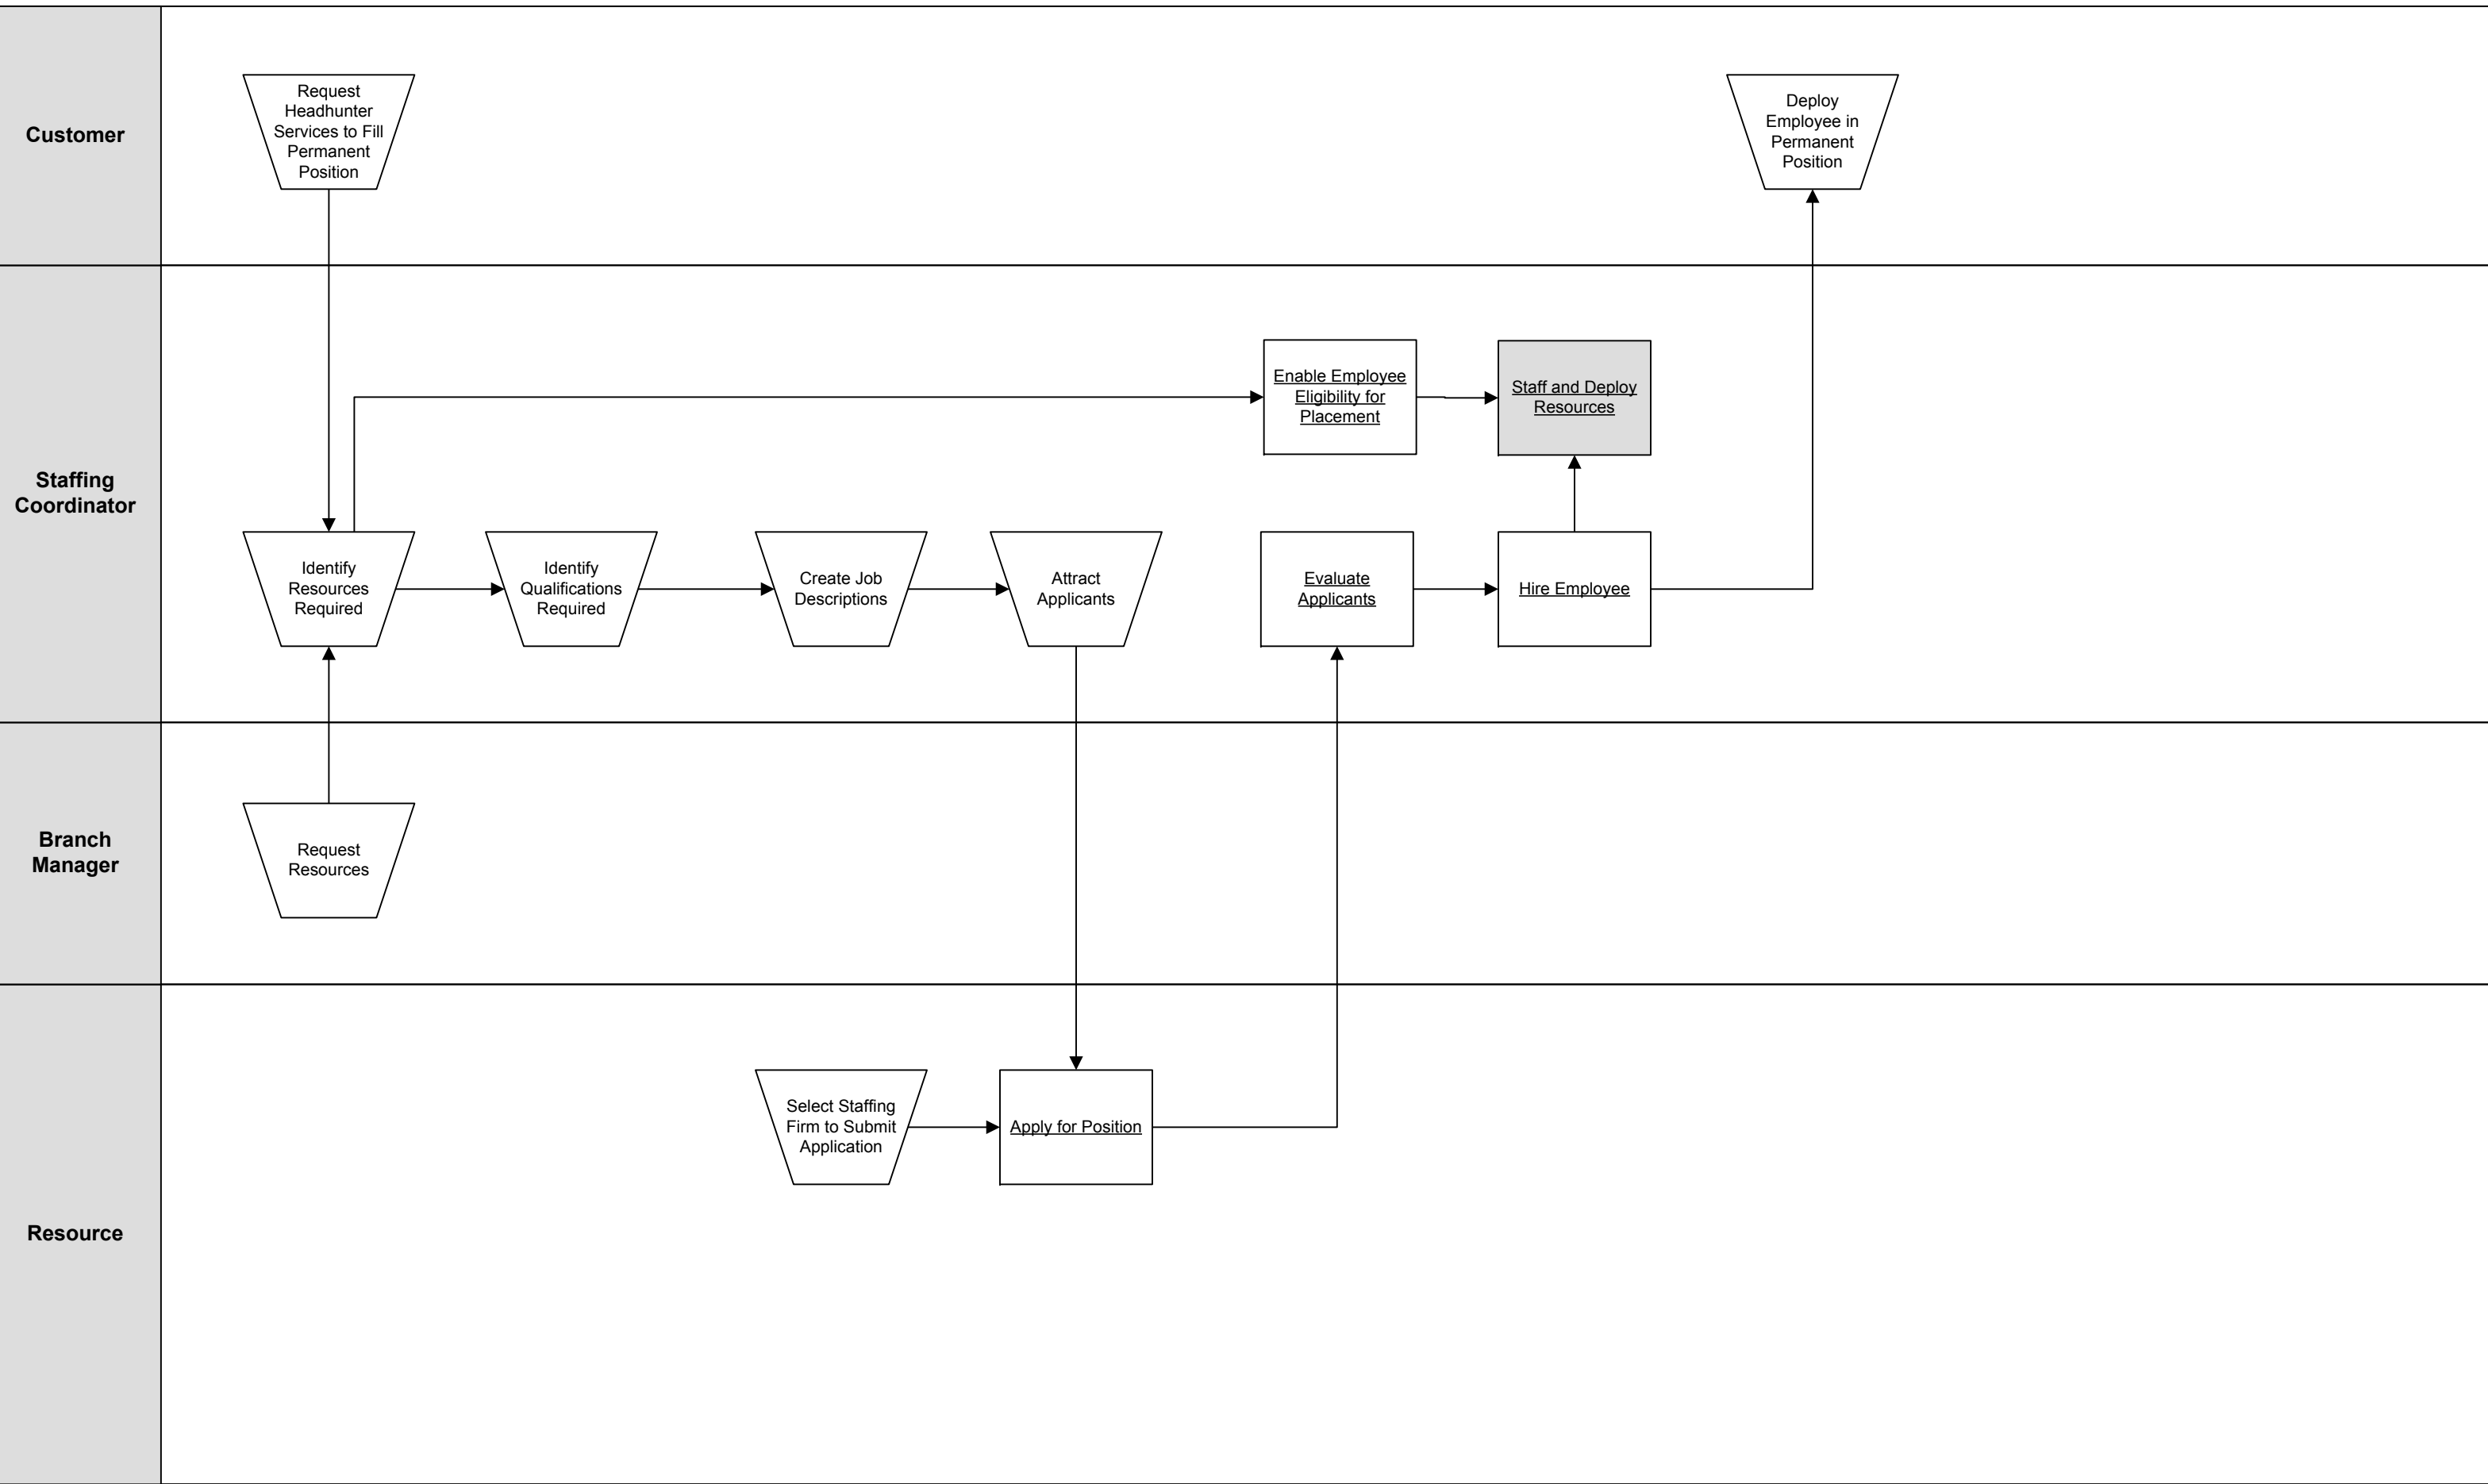 Customer
Request
Headhunter
Services to Fill
Permanent
Position
Deploy
Employee in
Permanent
Position
Staffing
Coordinator
Enable Employee
Eligibility for
Placement
Staff and Deploy
Resources
Identify
Resources
Required
Identify
Qualifications
Required
Create Job
Descriptions
Attract
Applicants
Evaluate
Applicants
Hire Employee
Branch
Manager
Request
Resources
Resource
Select Staffing
Firm to Submit
Application
Apply for Position